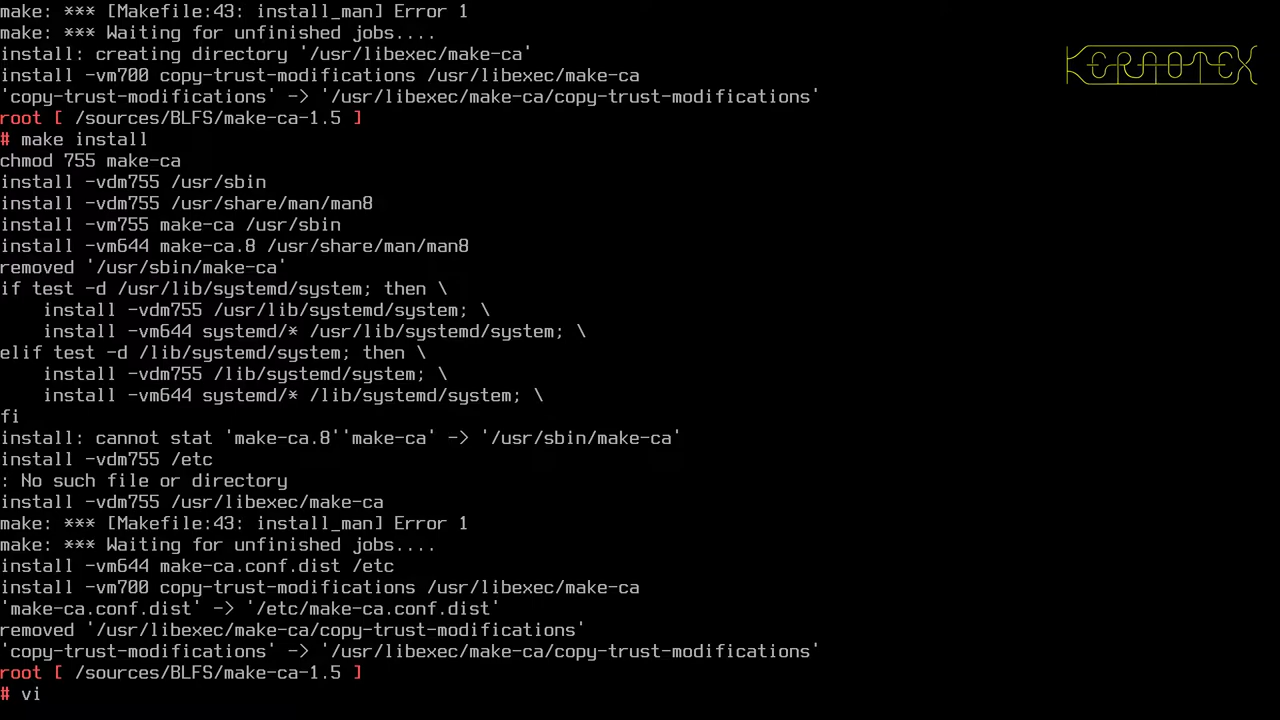 make: *** [Makefile:43: install_man] Error 1
make: *** Waiting for unfinished jobs....
install: creating directory '/usr/libexec/make-ca'
install -vm700 copy-trust-modifications /usr/libexec/make-ca
'copy-trust-modifications' -> '/usr/libexec/make-ca/copy-trust-modifications'
root [ /sources/BLFS/make-ca-1.5 ]
# make install
chmod 755 make-ca
install -vdm755 /usr/sbin
install -vdm755 /usr/share/man/man8
install -vm755 make-ca /usr/sbin
install -vm644 make-ca.8 /usr/share/man/man8
removed '/usr/sbin/make-ca'
if test -d /usr/lib/systemd/system; then \
    install -vdm755 /usr/lib/systemd/system; \
    install -vm644 systemd/* /usr/lib/systemd/system; \
elif test -d /lib/systemd/system; then \
    install -vdm755 /lib/systemd/system; \
    install -vm644 systemd/* /lib/systemd/system; \
fi
install: cannot stat 'make-ca.8''make-ca' -> '/usr/sbin/make-ca'
install -vdm755 /etc
: No such file or directory
install -vdm755 /usr/libexec/make-ca
make: *** [Makefile:43: install_man] Error 1
make: *** Waiting for unfinished jobs....
install -vm644 make-ca.conf.dist /etc
install -vm700 copy-trust-modifications /usr/libexec/make-ca
'make-ca.conf.dist' -> '/etc/make-ca.conf.dist'
removed '/usr/libexec/make-ca/copy-trust-modifications'
'copy-trust-modifications' -> '/usr/libexec/make-ca/copy-trust-modifications'
root [ /sources/BLFS/make-ca-1.5 ]
# vi